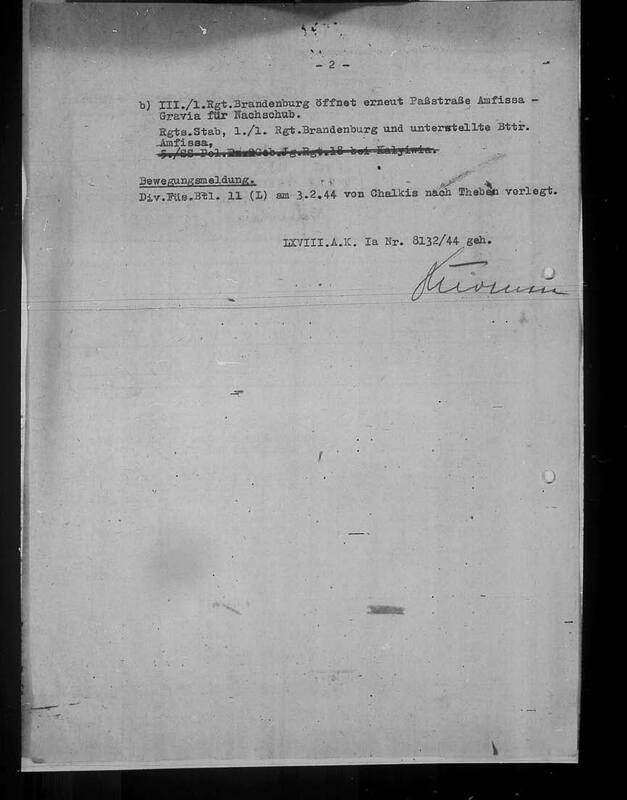 - 2 -
b) III./1.Rgt.Brandenburg öffnet erneut Paßstraße Amfissa -
Gravia für Nachschub.
Rgts.Stab, 1./1. Rgt.Brandenburg und unterstellte Bttr.
Amfissa,
bei Kalyiwia.
Bewegungsmeldung.
Div.Füs.Btl. 11 (L) am 3.2.44 von Chalkis nach Theben verlegt.
LXVIII.A.K. Ia Nr. 8132/44 geh.